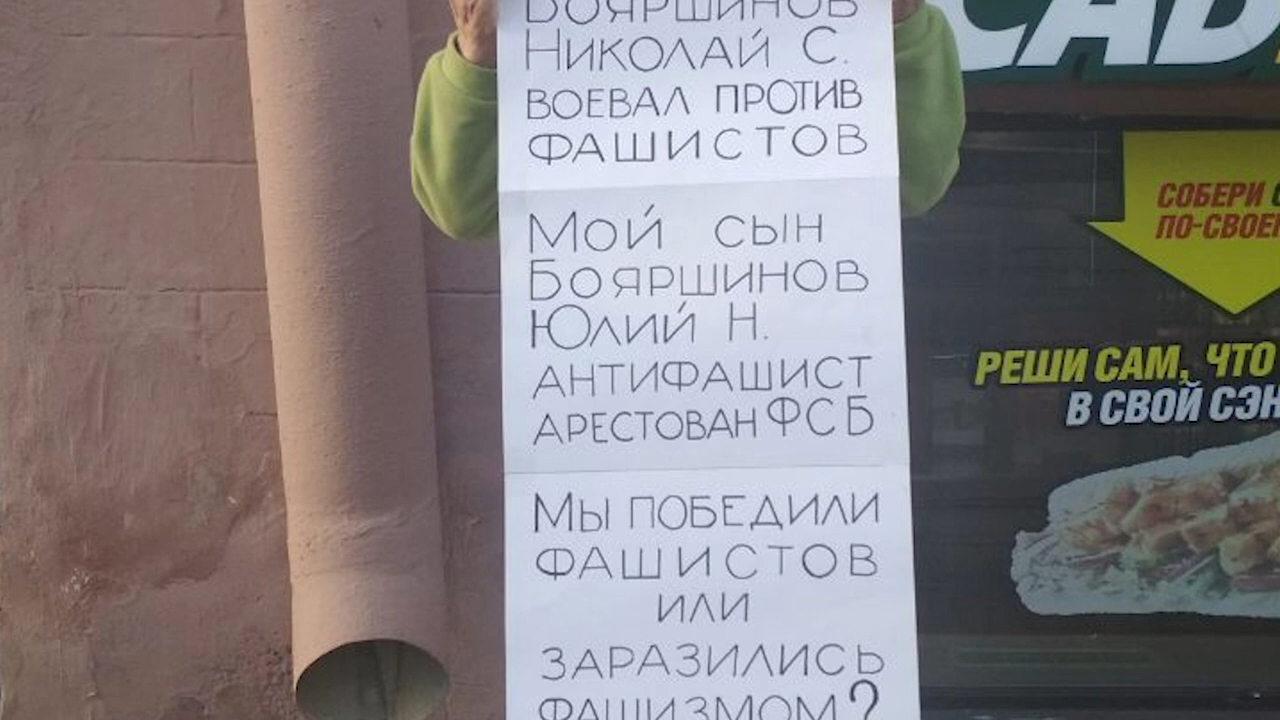 БОЯРШИНОВ
НИКОЛАЙ С.
ВОЕВАЛ ПРОТИВ
ФАШИСТОВ
МОЙ СЫН
БОЯРШИНОВ
ЮЛИЙ Н.
АНТИФАШИСТ
АРЕСТОВАН ФСБ
МЫ ПОБЕДИЛИ
ФАШИСТОВ
ИЛИ
ЗАРАЗИЛИСЬ
ФАШИЗМОМ?
СОБЕРИ
РЕШИ САМ, ЧТО
В СВОЙ